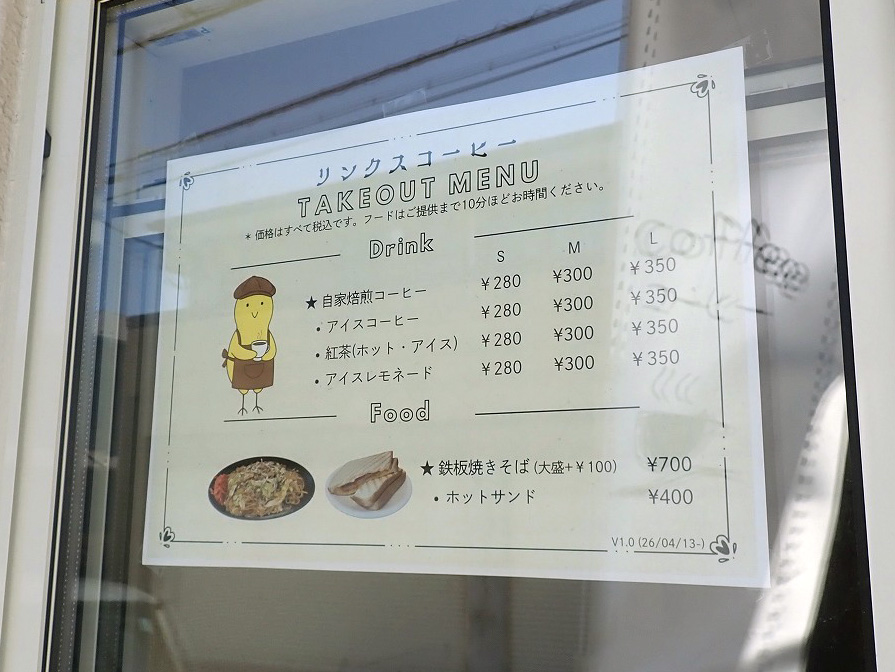 リンクスコーヒー
TAKEOUT MENU
＊価格はすべて税込です。フードはご提供まで10分ほどお時間ください。
Drink
S M L
★自家焙煎コーヒー ￥280 ￥300 ￥350
・アイスコーヒー ￥280 ￥300 ￥350
・紅茶(ホット・アイス) ￥280 ￥300 ￥350
・アイスレモネード ￥280 ￥300 ￥350
Food
★鉄板焼きそば (大盛+￥100) ￥700
・ホットサンド ￥400
V1.0 (26/04/13-)